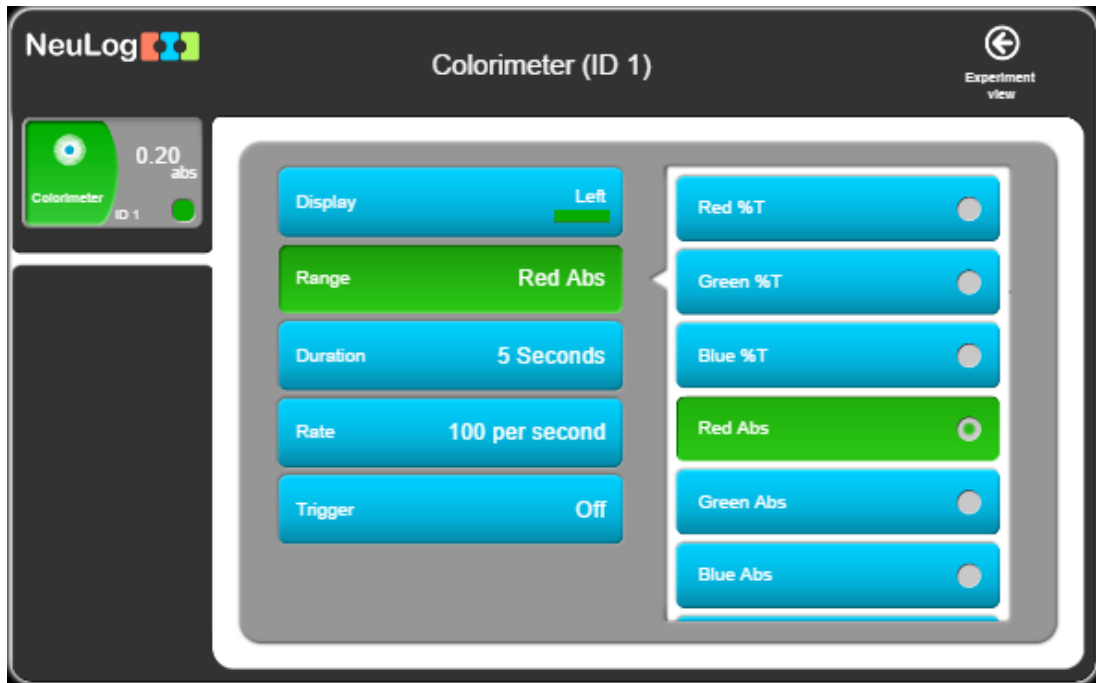 NeuLog
Colorimeter (ID 1)
Experiment
view
Colorimeter
0.20
abs
ID 1
Display Left
Range Red Abs
Duration 5 Seconds
Rate 100 per second
Trigger Off
Red %T
Green %T
Blue %T
Red Abs
Green Abs
Blue Abs